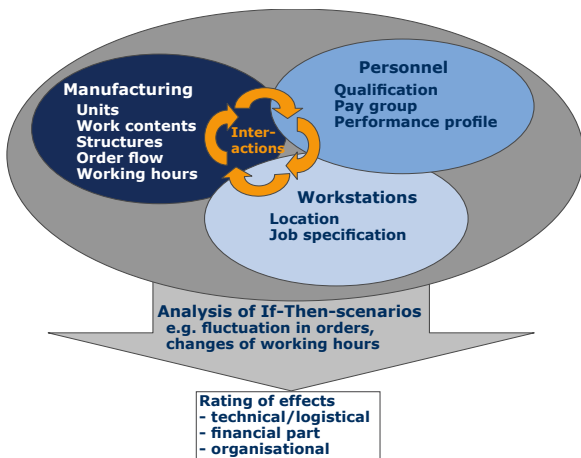 Manufacturing
Units
Work contents
Structures
Order flow
Working hours
Personnel
Qualification
Pay group
Performance profile
Inter-
actions
Workstations
Location
Job specification
Analysis of If-Then-scenarios
e.g. fluctuation in orders,
changes of working hours
Rating of effects
- technical/logistical
- financial part
- organisational